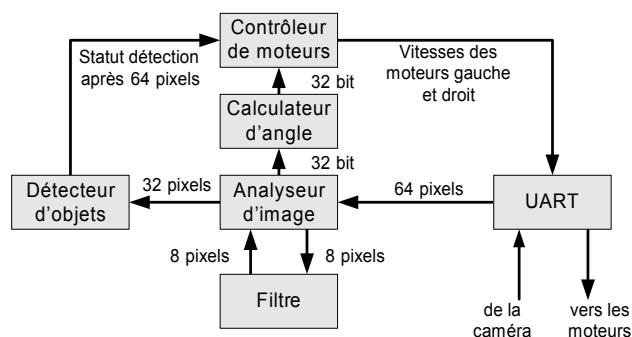 Contrôleur
de moteurs
Statut détection
après 64 pixels
Vitesses des
moteurs gauche
et droit
32 bit
Calculateur
d'angle
32 bit
Détecteur
d'objets
32 pixels
Analyseur
d'image
64 pixels
UART
8 pixels
8 pixels
Filtre
de la
caméra
vers les
moteurs